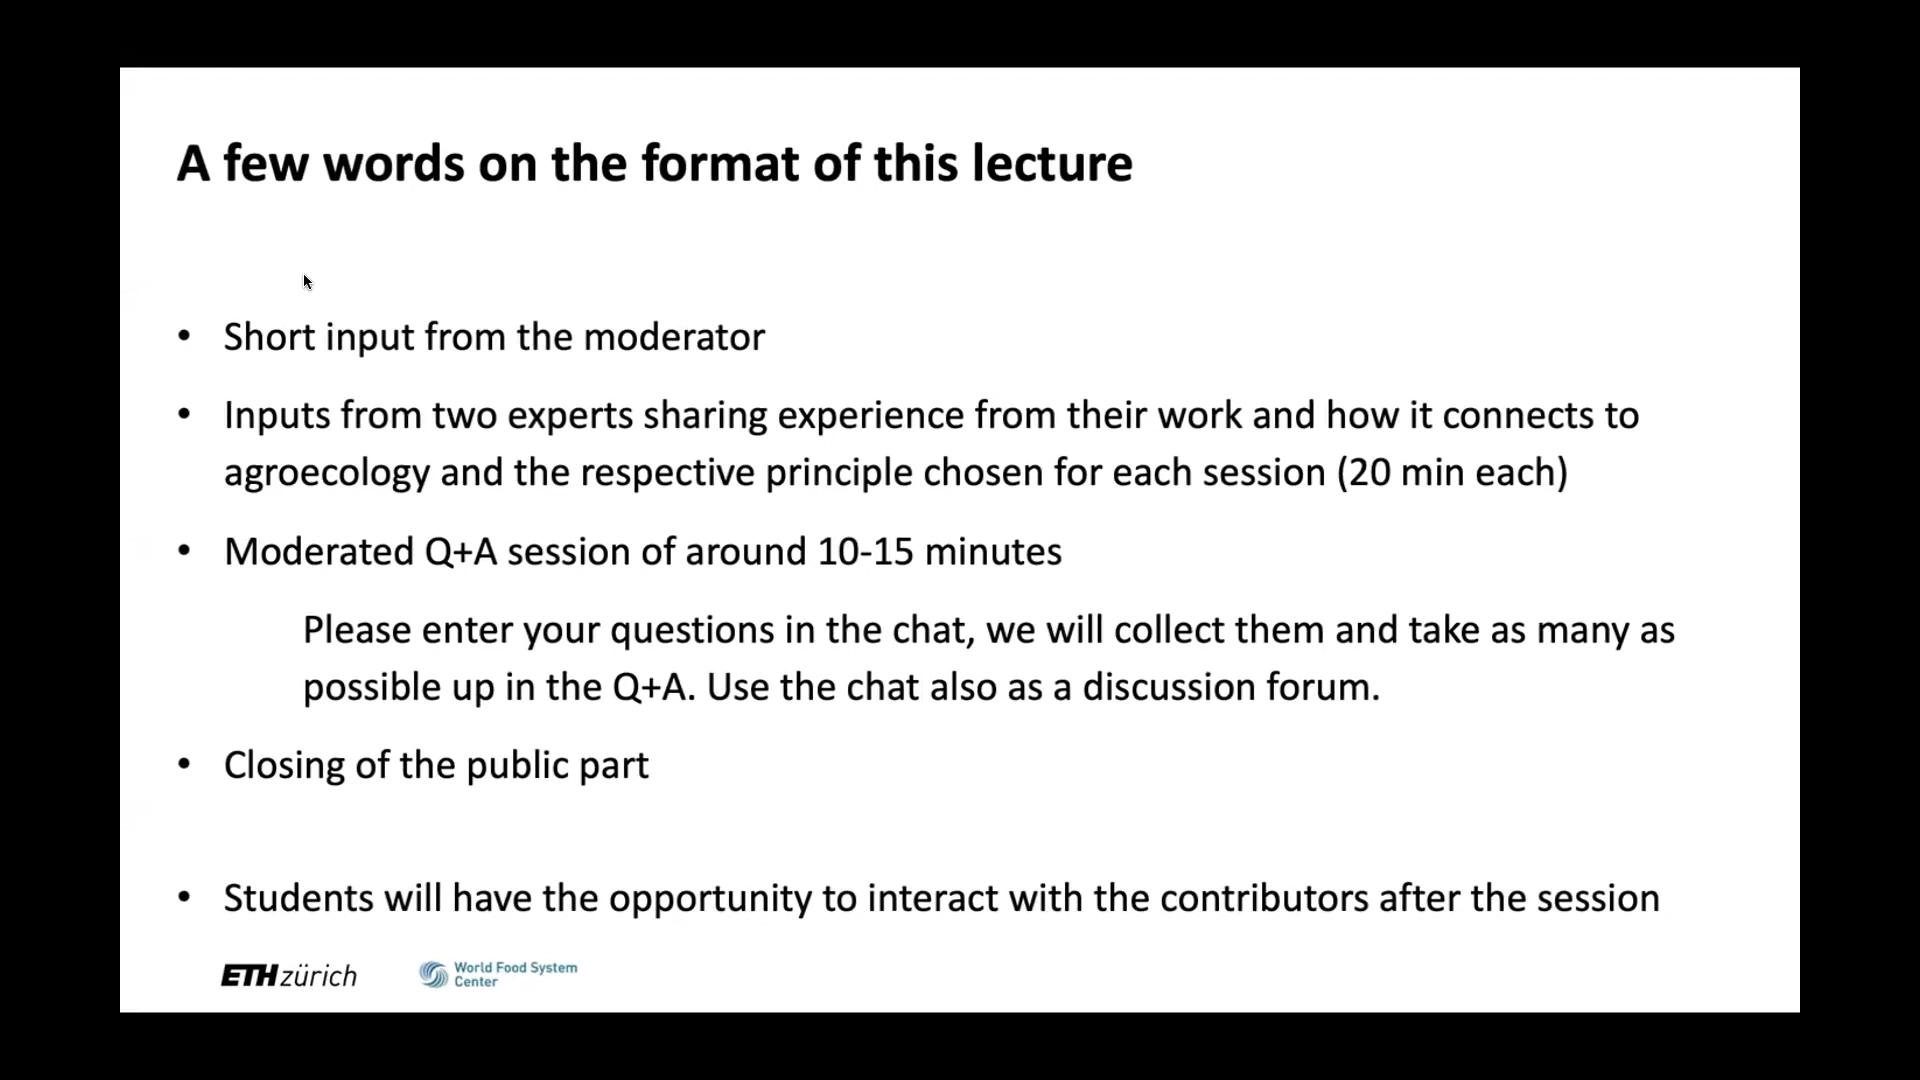 A few words on the format of this lecture
• Short input from the moderator
• Inputs from two experts sharing experience from their work and how it connects to
agroecology and the respective principle chosen for each session (20 min each)
• Moderated Q+A session of around 10-15 minutes
Please enter your questions in the chat, we will collect them and take as many as
possible up in the Q+A. Use the chat also as a discussion forum.
• Closing of the public part
• Students will have the opportunity to interact with the contributors after the session
ETH zürich
World Food System
Center